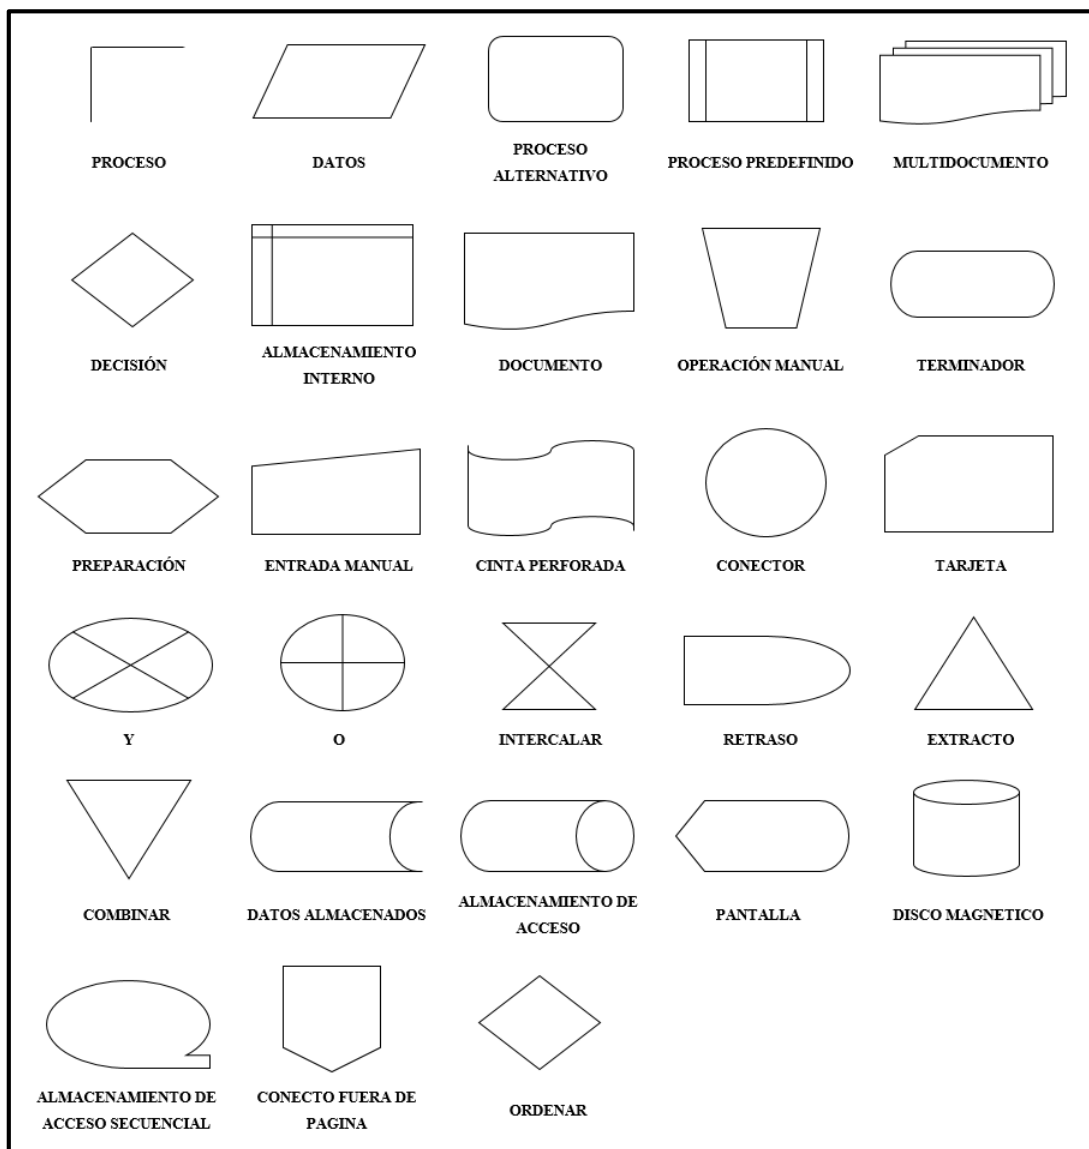 PROCESO
DATOS
PROCESO
ALTERNATIVO
PROCESO PREDEFINIDO
MULTIDOCUMENTO
DECISIÓN
ALMACENAMIENTO
INTERNO
DOCUMENTO
OPERACIÓN MANUAL
TERMINADOR
PREPARACIÓN
ENTRADA MANUAL
CINTA PERFORADA
CONECTOR
TARJETA
Y
O
INTERCALAR
RETRASO
EXTRACTO
COMBINAR
DATOS ALMACENADOS
ALMACENAMIENTO DE
ACCESO
PANTALLA
DISCO MAGNETICO
ALMACENAMIENTO DE
ACCESO SECUENCIAL
CONECTO FUERA DE
PAGINA
ORDENAR